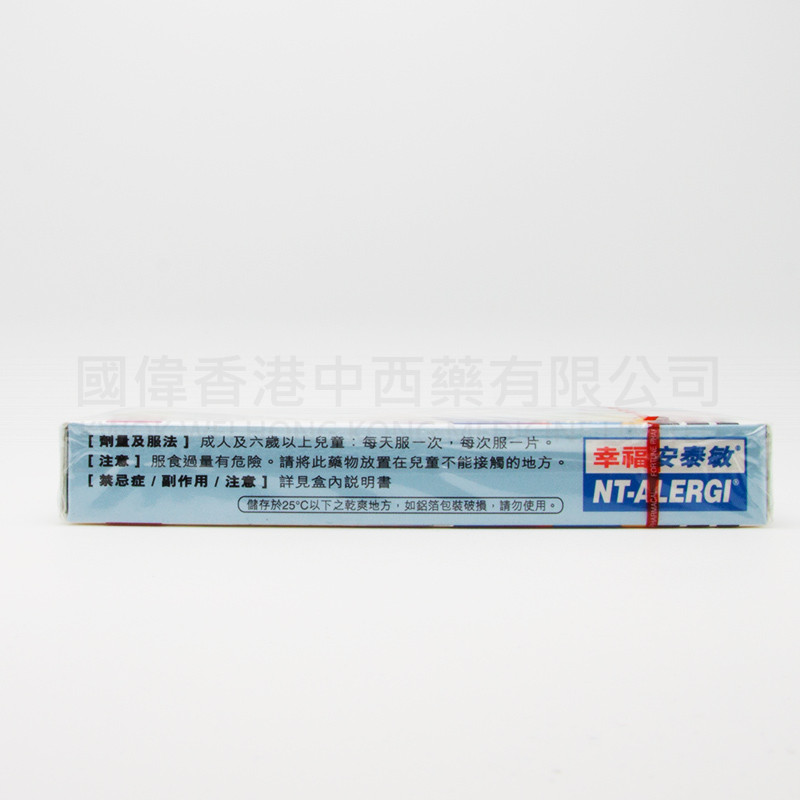 國偉香港中西藥有限公司
[ 劑量及服法 ] 成人及六歲以上兒童：每天服一次，每次服一片。
[ 注意 ] 服食過量有危險。請將此藥物放置在兒童不能接觸的地方。
[ 禁忌症 / 副作用 / 注意 ] 詳見盒內說明書
儲存於25°C以下之乾爽地方，如鋁箔包裝破損，請勿使用。
幸福 安泰敏®
NT-ALERGI®